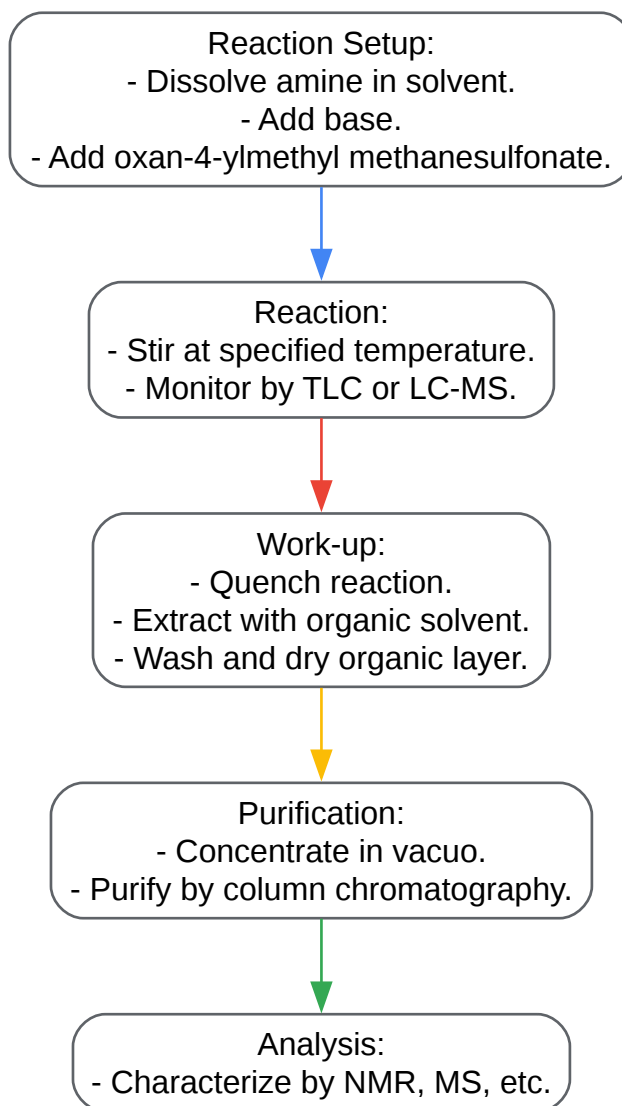 Reaction Setup:
- Dissolve amine in solvent.
- Add base.
- Add oxan-4-ylmethyl methanesulfonate.
Reaction:
- Stir at specified temperature.
- Monitor by TLC or LC-MS.
Work-up:
- Quench reaction.
- Extract with organic solvent.
- Wash and dry organic layer.
Purification:
- Concentrate in vacuo.
- Purify by column chromatography.
Analysis:
- Characterize by NMR, MS, etc.